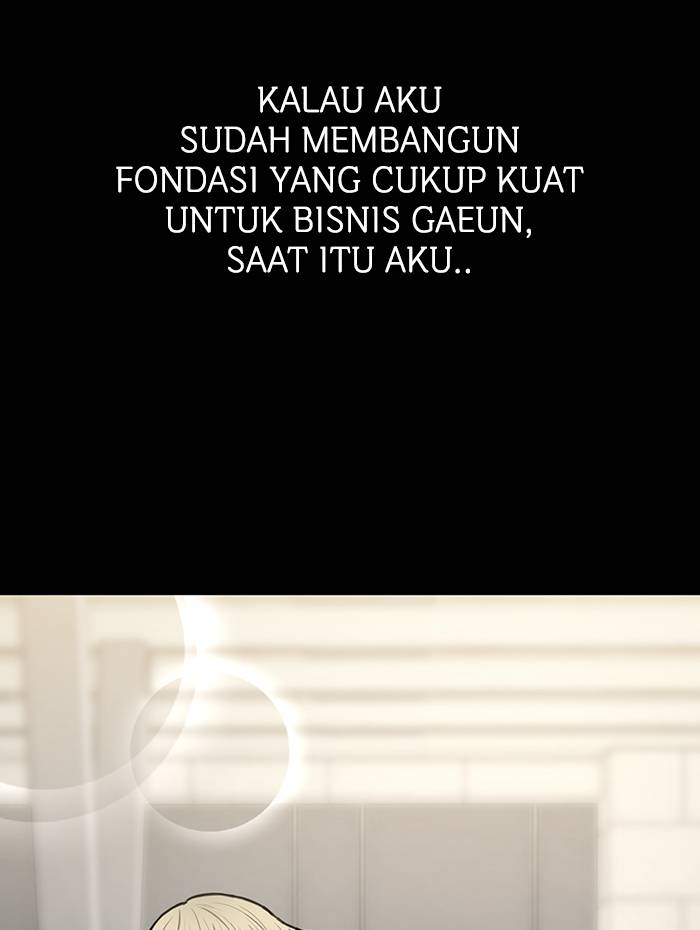 KALAU AKU
SUDAH MEMBANGUN
FONDASI YANG CUKUP KUAT
UNTUK BISNIS GAEUN,
SAAT ITU AKU..